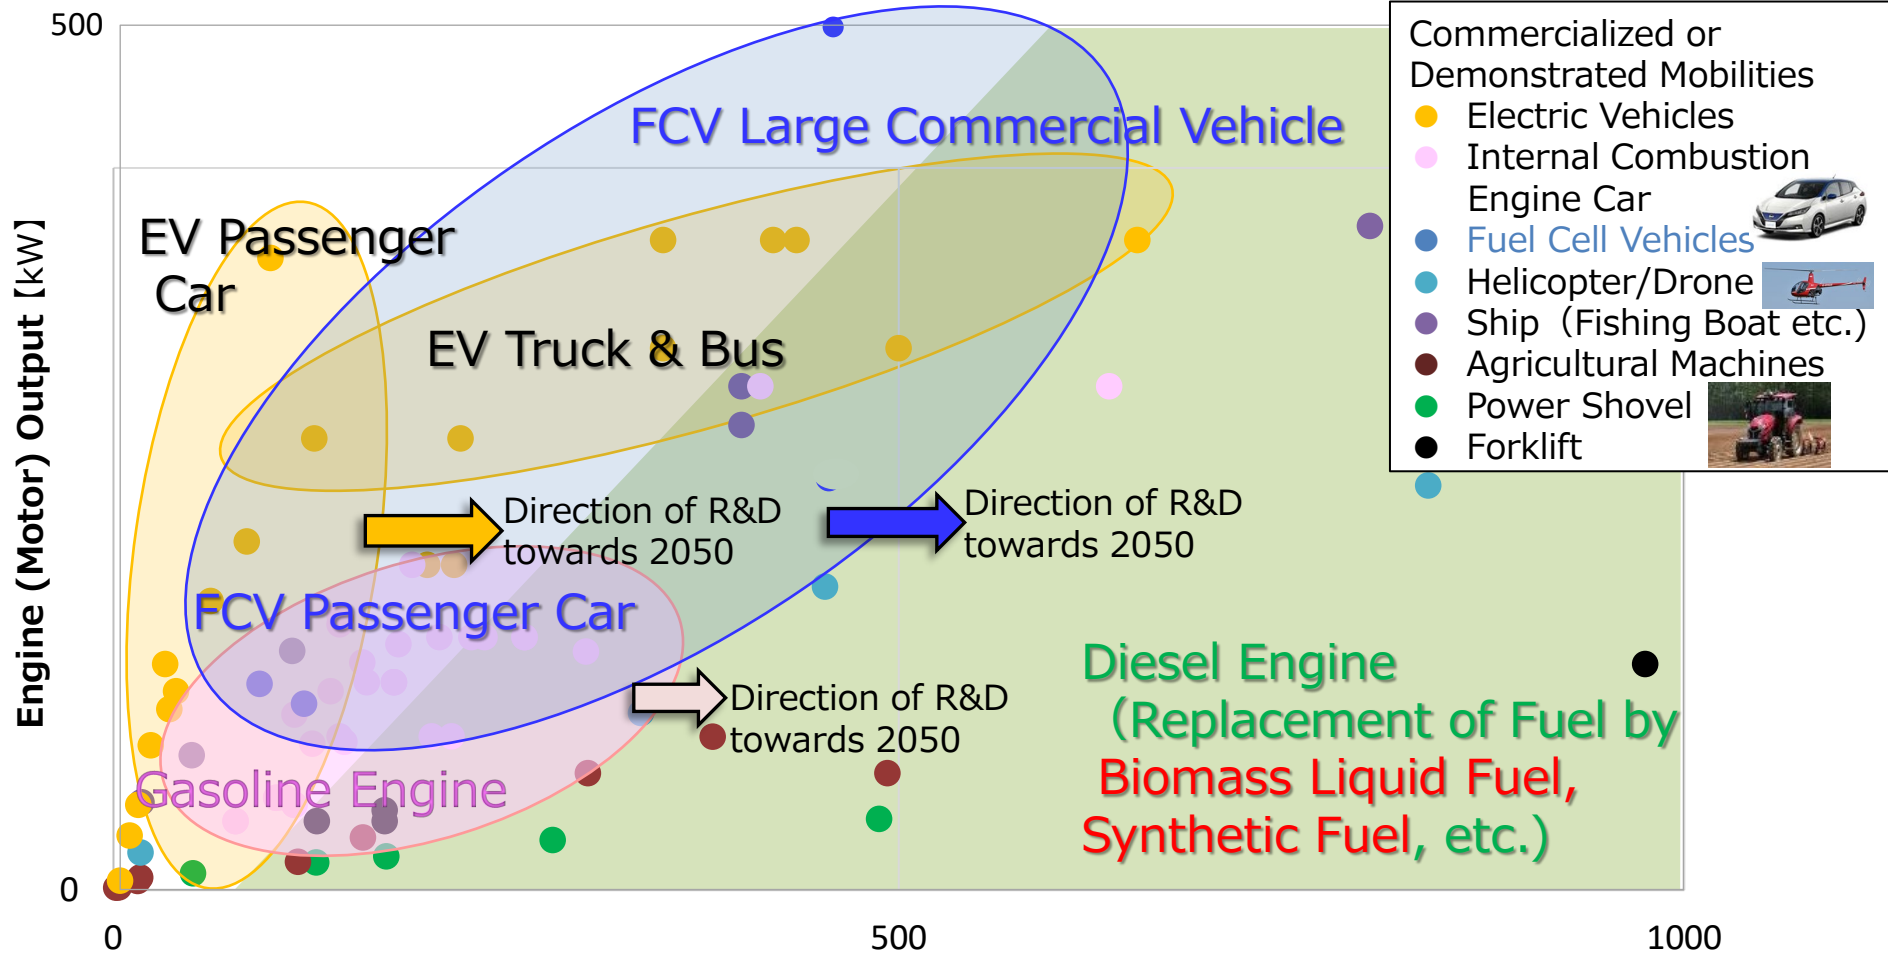 500
Engine (Motor) Output【kW】
0
0
500
1000
FCV Large Commercial Vehicle
EV Passenger
Car
EV Truck & Bus
Direction of R&D
towards 2050
Direction of R&D
towards 2050
FCV Passenger Car
Direction of R&D
towards 2050
Gasoline Engine
Diesel Engine
（Replacement of Fuel by
Biomass Liquid Fuel,
Synthetic Fuel, etc.)
Commercialized or
Demonstrated Mobilities
Electric Vehicles
Internal Combustion
Engine Car
Fuel Cell Vehicles
Helicopter/Drone
Ship（Fishing Boat etc.)
Agricultural Machines
Power Shovel
Forklift